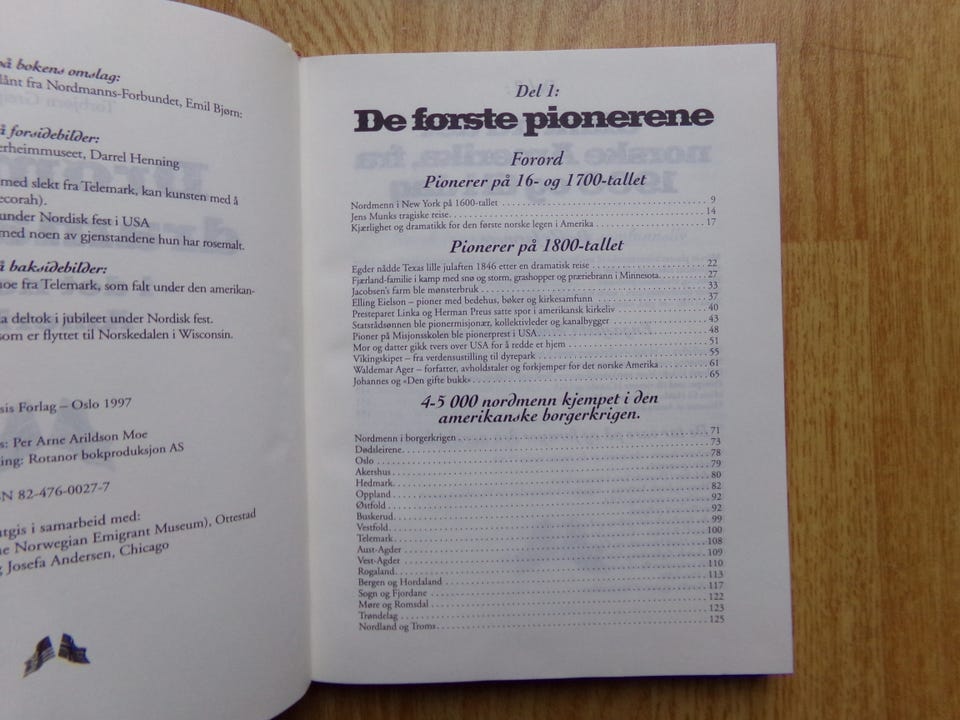 på bokens omslag:
lånt fra Nordmanns-Forbundet, Emil Bjørn:
forsidebilder:
Darrel Henning
med slekt fra Telemark, kan kunsten med å
under Nordisk fest i USA
med noen av gjenstandene hun har rosemalt.
baksidebilder:
fra Telemark, som falt under den amerikan-
deltok i jubileet under Nordisk fest.
som er flyttet til Norskedalen i Wisconsin.
Forlag – Oslo 1997
Per Arne Arildson Moe
Rotanor bokproduksjon AS
82-476-0027-7
i samarbeid med:
Norwegian Emigrant Museum), Ottestad
Josefa Andersen, Chicago
Del 1:
De første pionerene
Forord
Pionerer på 16- og 1700-tallet
Nordmenn i New York på 1600-tallet 9
Jens Munks tragiske reise. 14
Kjærlighet og dramatikk for den første norske legen i Amerika 17
Pionerer på 1800-tallet
Egder nådde Texas lille julaften 1846 etter en dramatisk reise 22
Fjærland-familie i kamp med snø og storm, grashopper og præriebrann i Minnesota. 27
Jacobsen's farm ble mønsterbruk 33
Elling Eielson – pioner med bedehus, bøker og kirkesamfunn 37
Presteparet Linka og Herman Preus satte spor i amerikansk kirkeliv 40
Statsrådsønnen ble pionermisjonær, kollektivleder og kanalbygger 43
Pioner på Misjonsskolen ble pionerprest i USA. 48
Mor og datter gikk tvers over USA for å redde et hjem 51
Vikingskipet – fra verdensustilling til dyrepark 55
Waldemar Ager – forfatter, avholdstaler og forkjemper for det norske Amerika 61
Johannes og «Den gifte bukk» 65
4-5 000 nordmenn kjempet i den
amerikanske borgerkrigen.
Nordmenn i borgerkrigen 71
Dødsleirene. 73
Oslo 78
Akershus 79
Hedmark. 80
Oppland 82
Østfold 92
Buskerud. 92
Vestfold. 99
Telemark 100
Aust-Agder 108
Vest-Agder 109
Rogaland. 110
Bergen og Hordaland 113
Sogn og Fjordane 117
Møre og Romsdal 122
Trøndelag 123
Nordland og Troms. 125